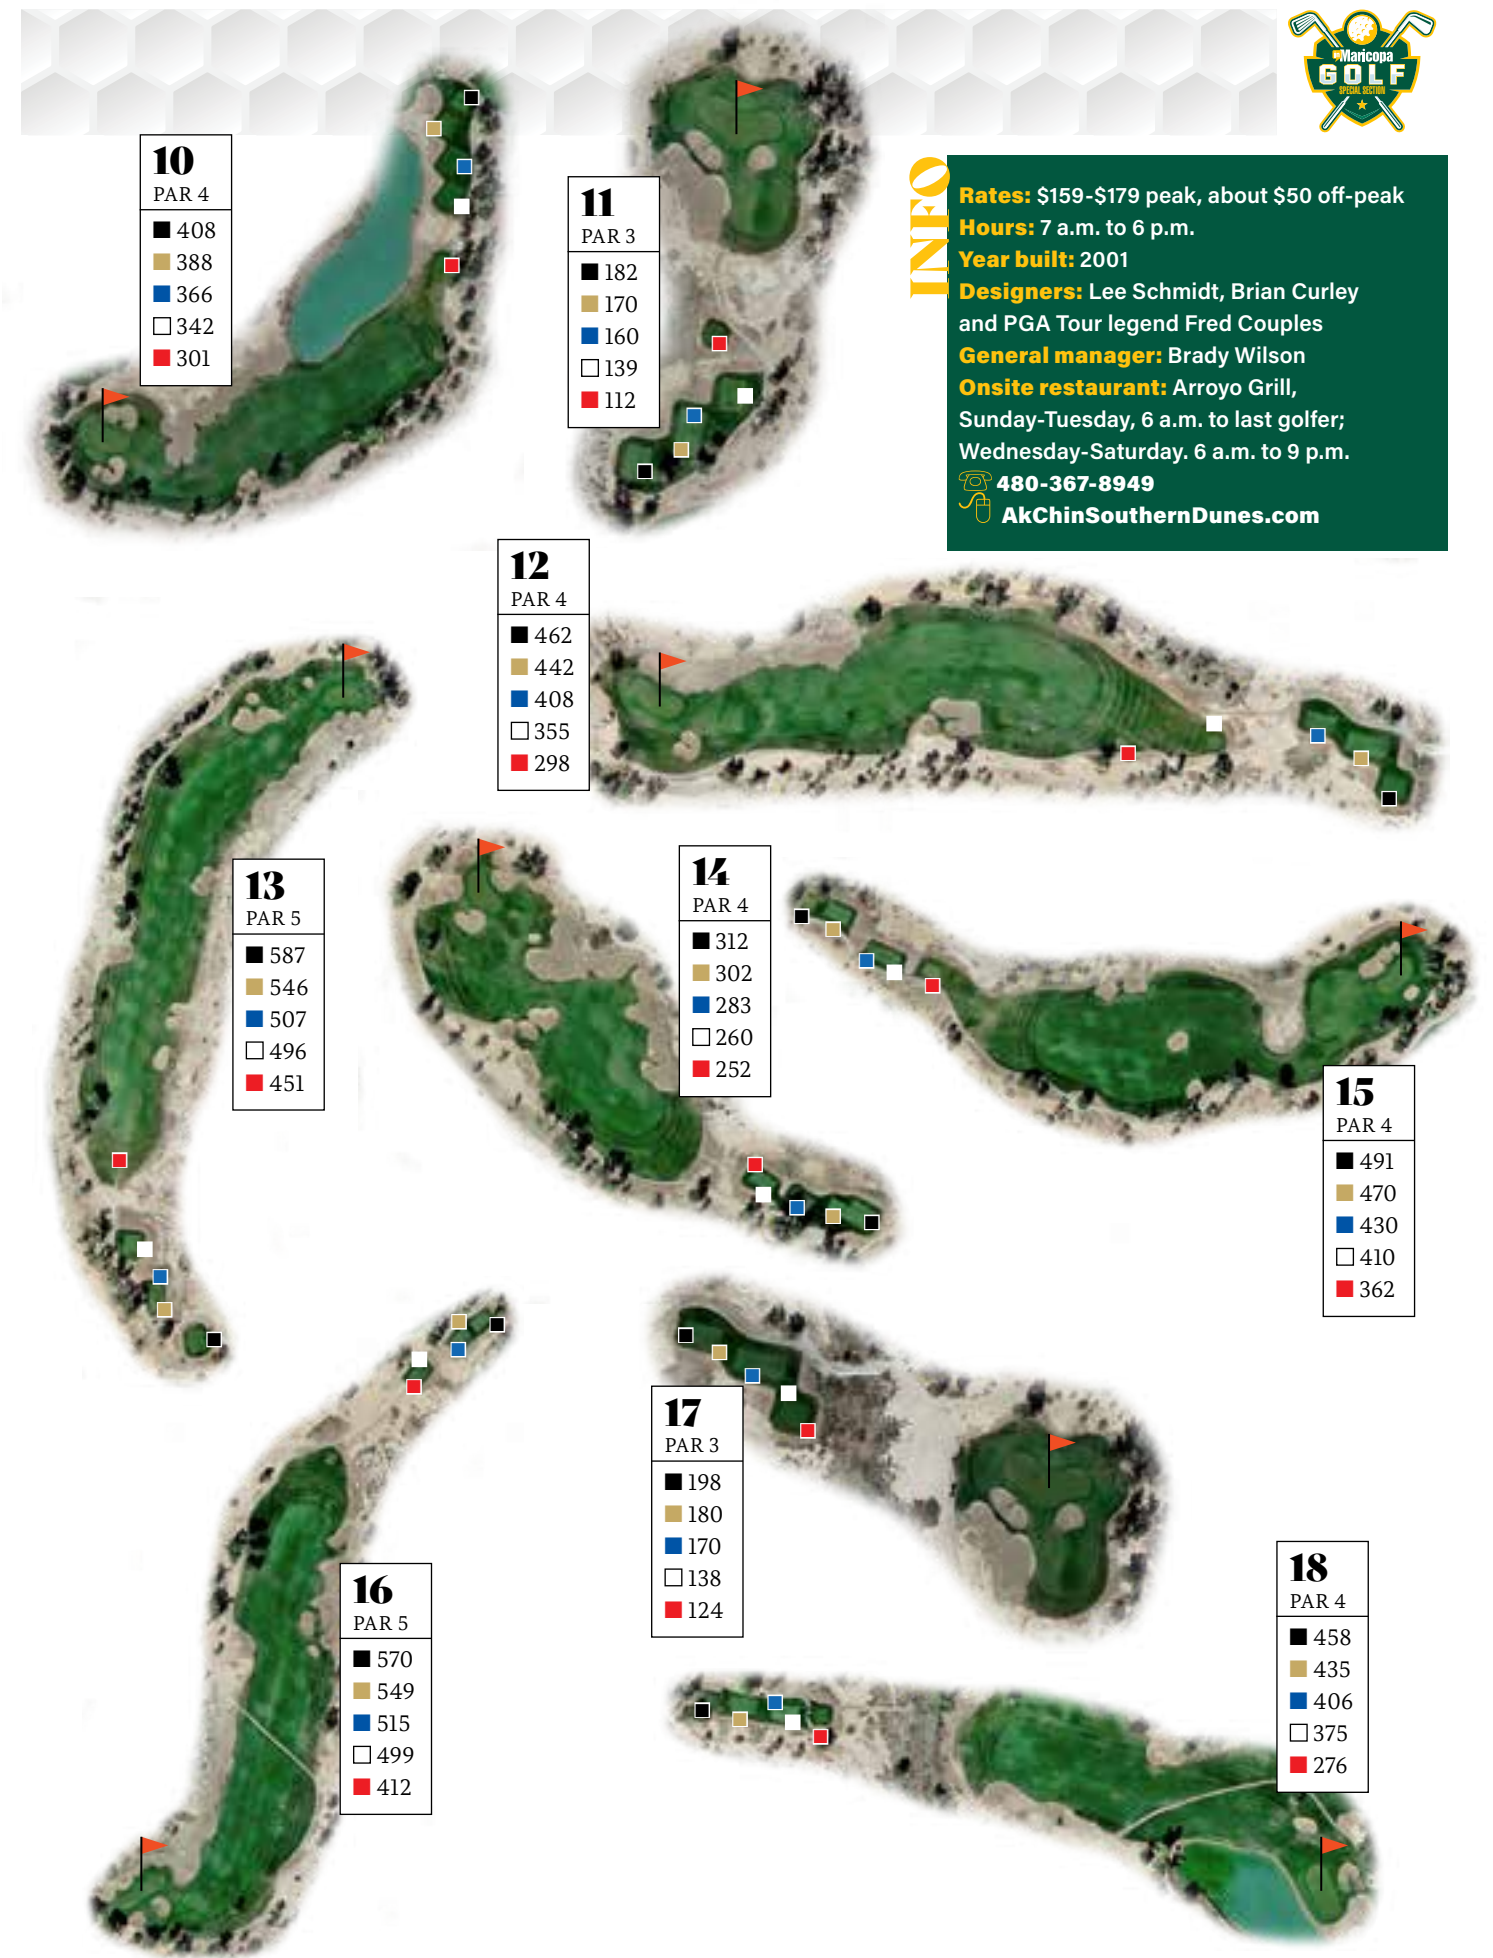 Maricopa
GOLF
SPECIAL SECTION
10
PAR 4
408
388
366
342
301
11
PAR 3
182
170
160
139
112
INFO
Rates: $159-$179 peak, about $50 off-peak
Hours: 7 a.m. to 6 p.m.
Year built: 2001
Designers: Lee Schmidt, Brian Curley
and PGA Tour legend Fred Couples
General manager: Brady Wilson
Onsite restaurant: Arroyo Grill,
Sunday-Tuesday, 6 a.m. to last golfer;
Wednesday-Saturday. 6 a.m. to 9 p.m.
480-367-8949
AkChinSouthernDunes.com
12
PAR 4
462
442
408
355
298
13
PAR 5
587
546
507
496
451
14
PAR 4
312
302
283
260
252
15
PAR 4
491
470
430
410
362
16
PAR 5
570
549
515
499
412
17
PAR 3
198
180
170
138
124
18
PAR 4
458
435
406
375
276